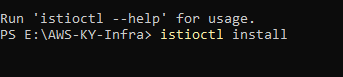 Run 'istioctl --help' for usage.
PS E:\AWS-KY-Infra> istioctl install